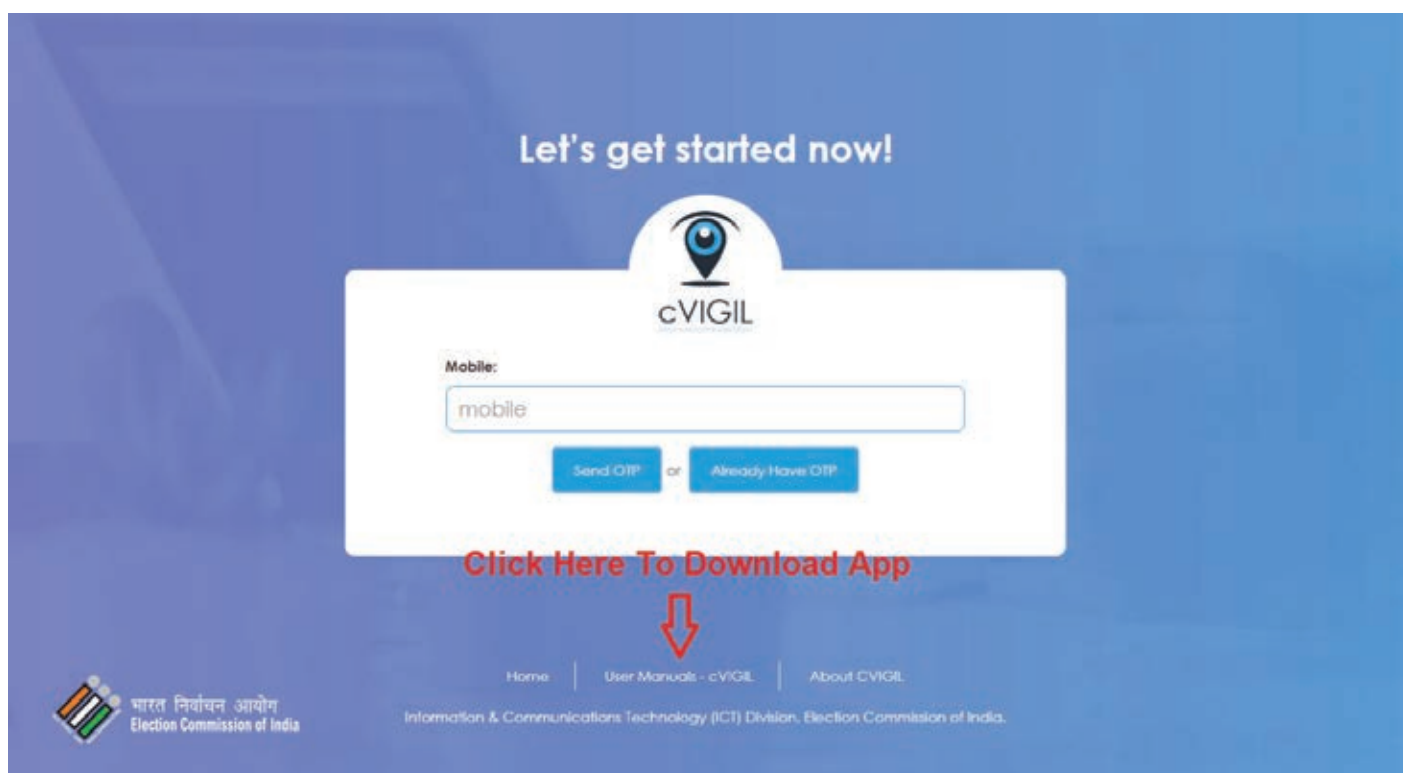 Let's get started now!
cVIGIL
Mobile:
mobile
Send OTP or Already Have OTP
Click Here To Download App
Home User Manuals - cVIGIL About CVIGIL
भारत निर्वाचन आयोग
Election Commission of India
Information & Communications Technology (ICT) Division, Election Commission of India.